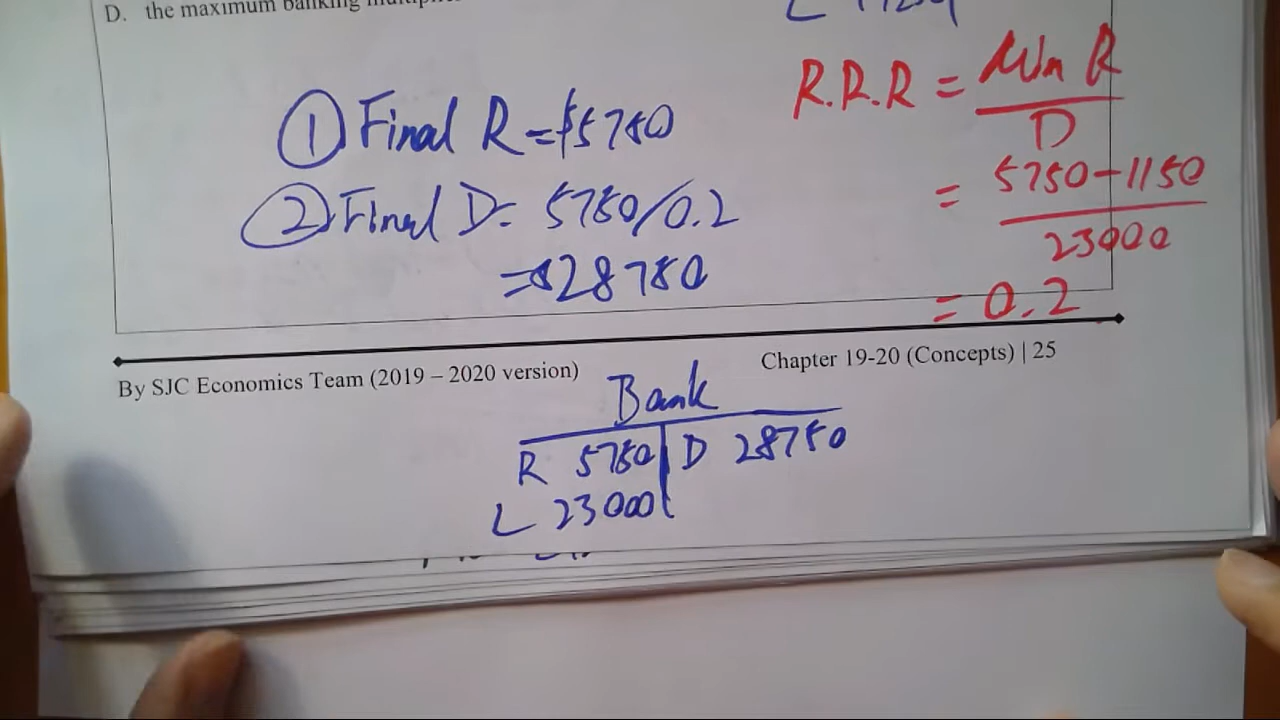 D. the maximum banking
R.R.R = Min R / D
① Final R = $5750
= 5750-1150 / 23000
② Final D = 5750/0.2
= $28750
= 0.2
By SJC Economics Team (2019 – 2020 version)
Chapter 19-20 (Concepts) | 25
Bank
R 5750 D 28750
L 23000